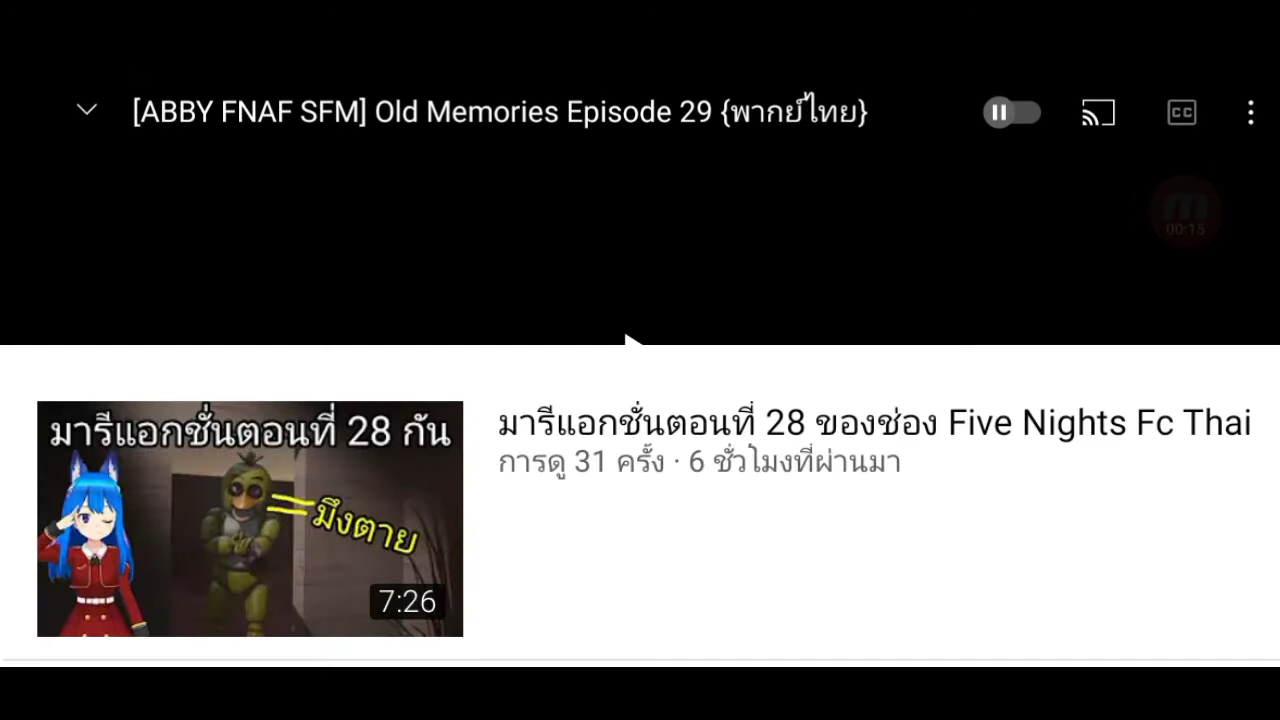 [ABBY FNAF SFM] Old Memories Episode 29 {พากย์ไทย}
CC
m
00:15
มารีแอกชั่นตอนที่ 28 กัน
มึงตาย
7:26
มารีแอกชั่นตอนที่ 28 ของช่อง Five Nights Fc Thai
การดู 31 ครั้ง · 6 ชั่วโมงที่ผ่านมา